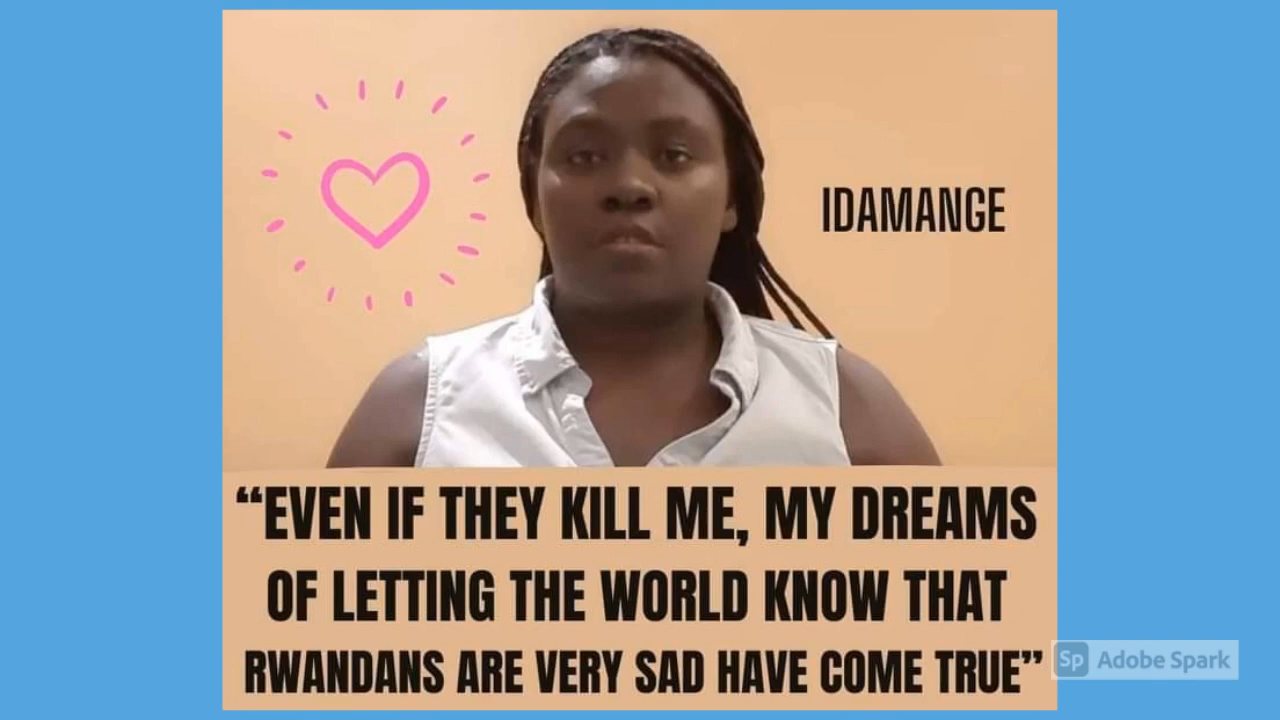 IDAMANGE
“EVEN IF THEY KILL ME, MY DREAMS
OF LETTING THE WORLD KNOW THAT
RWANDANS ARE VERY SAD HAVE COME TRUE”
Sp Adobe Spark